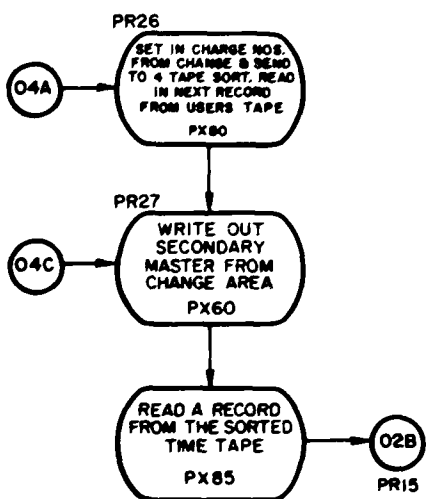 PR26
SET IN CHARGE NOS.
FROM CHANGE & SEND
TO 4 TAPE SORT. READ
IN NEXT RECORD
FROM USERS TAPE
PX80
04A
PR27
WRITE OUT
SECONDARY
MASTER FROM
CHANGE AREA
PX60
04C
READ A RECORD
FROM THE SORTED
TIME TAPE
PX85
02B
PR15